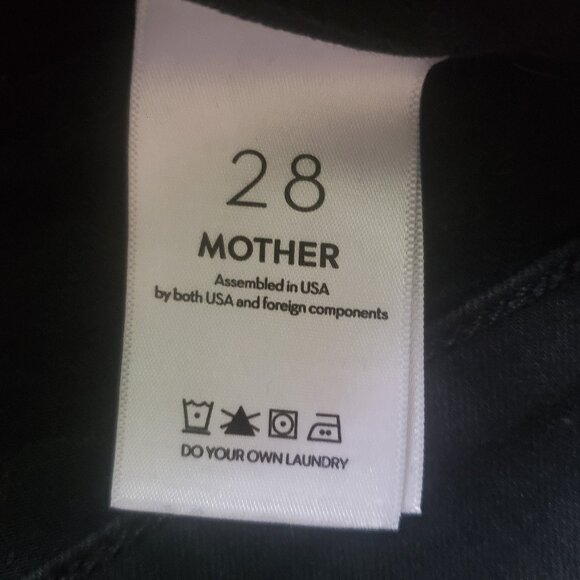 28
MOTHER
Assembled in USA
by both USA and foreign components
DO YOUR OWN LAUNDRY